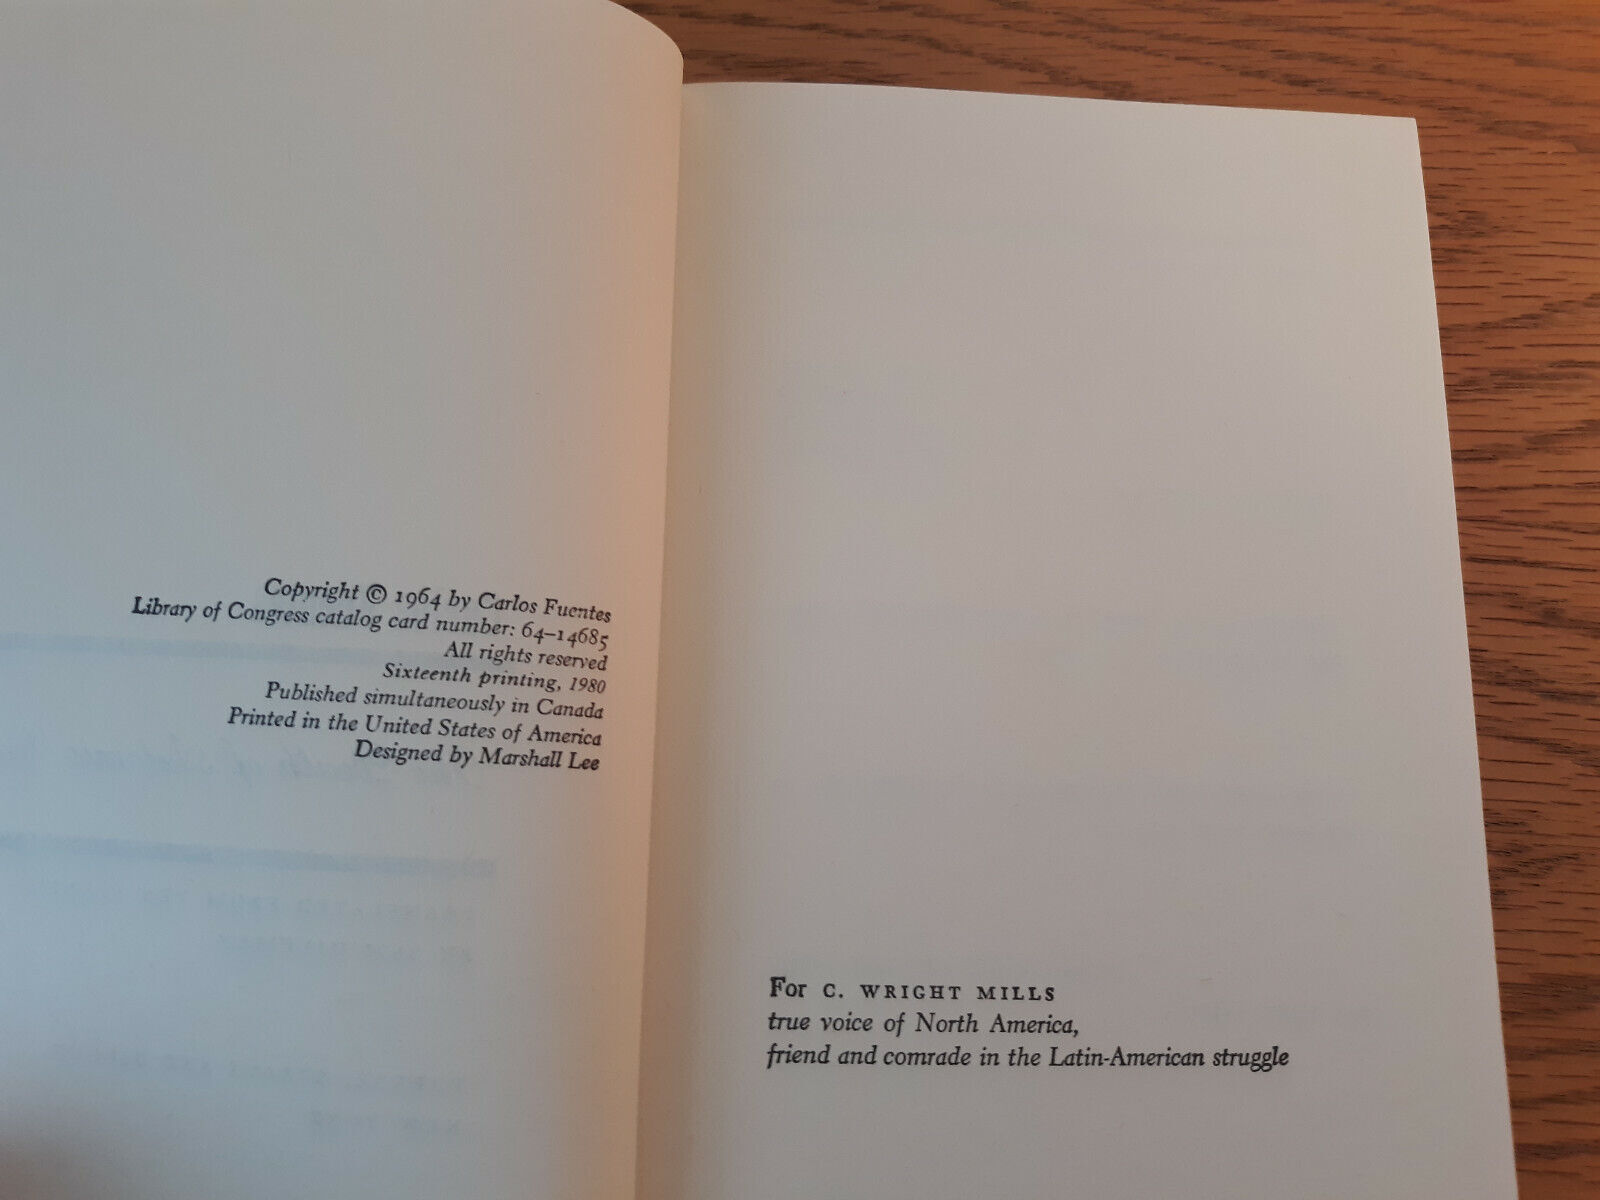 Copyright © 1964 by Carlos Fuentes
Library of Congress catalog card number: 64–14685
All rights reserved
Sixteenth printing, 1980
Published simultaneously in Canada
Printed in the United States of America
Designed by Marshall Lee
For C. WRIGHT MILLS
true voice of North America,
friend and comrade in the Latin-American struggle